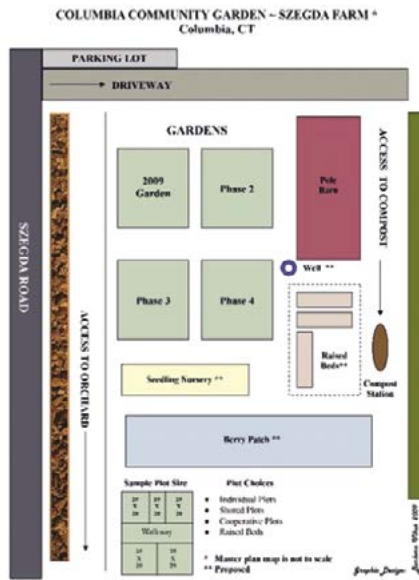 COLUMBIA COMMUNITY GARDEN ~ SZEGDA FARM *
Columbia, CT
PARKING LOT
DRIVEWAY
GARDENS
2009
Garden
Phase 2
Pole
Barn
ACCESS TO COMPOST
SZEGDA ROAD
Well **
Phase 3
Phase 4
ACCESS TO ORCHARD
Raised
Beds**
Compost
Station
Seedling Nursery **
Berry Patch **
Sample Plot Size
Plot Choices
Individual Plots
Shared Plots
Cooperative Plots
Raised Beds
Walkway
* Master plan map is not to scale
** Proposed
Graphic Design: